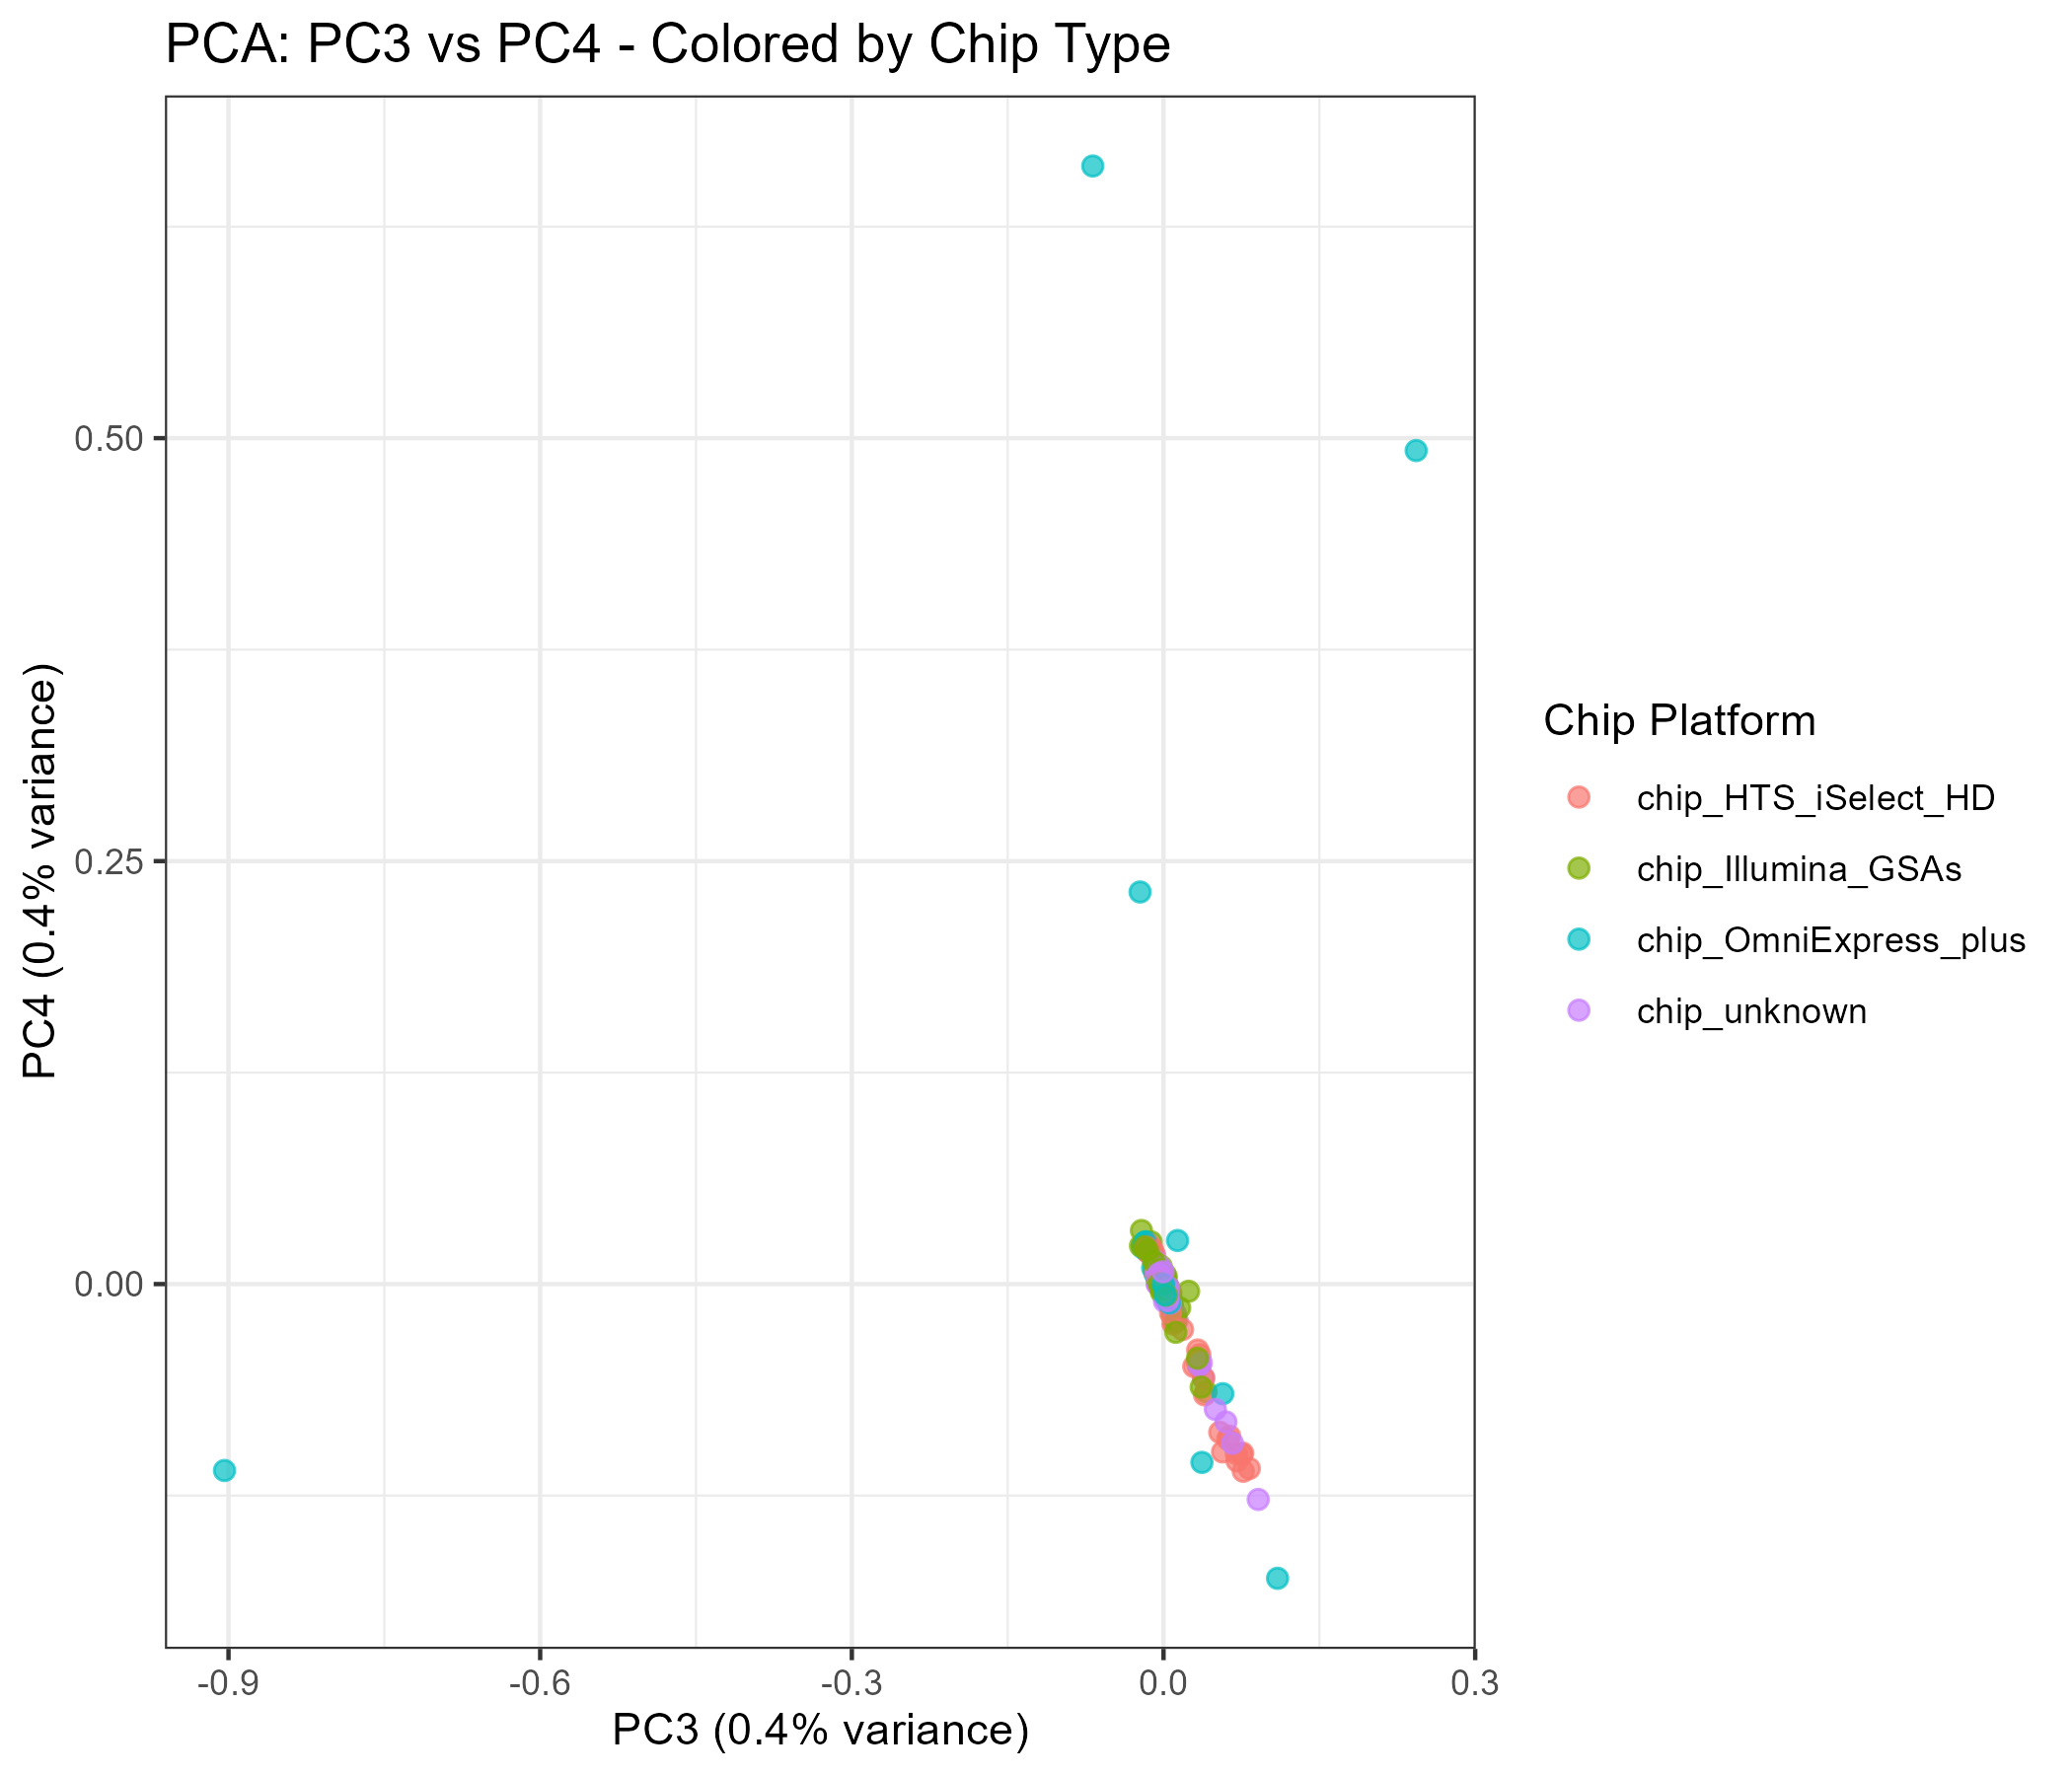 PCA: PC3 vs PC4 - Colored by Chip Type
PC4 (0.4% variance)
0.50
0.25
0.00
-0.9
-0.6
-0.3
0.0
0.3
PC3 (0.4% variance)
Chip Platform
chip_HTS_iSelect_HD
chip_Illumina_GSAs
chip_OmniExpress_plus
chip_unknown